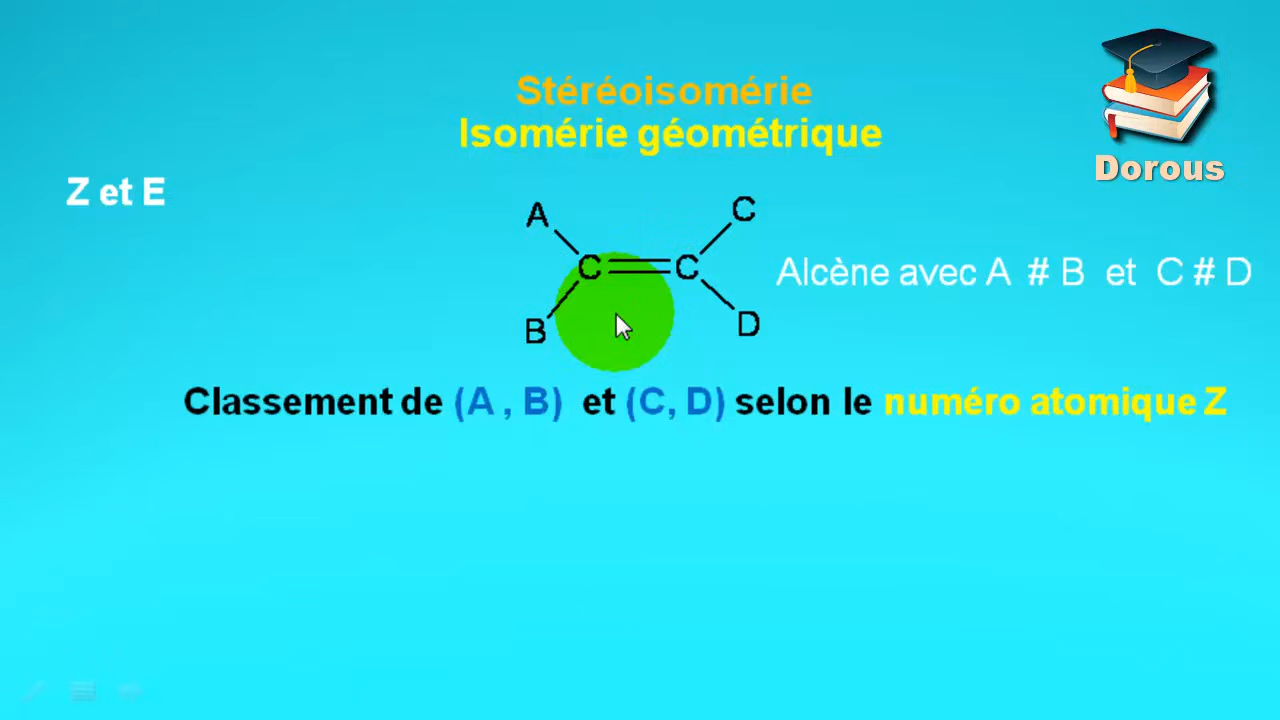 Stéréoisomérie
Isomérie géométrique
Dorous
Z et E
A C
C C
B D
Alcène avec A # B et C # D
Classement de (A , B) et (C, D) selon le numéro atomique Z